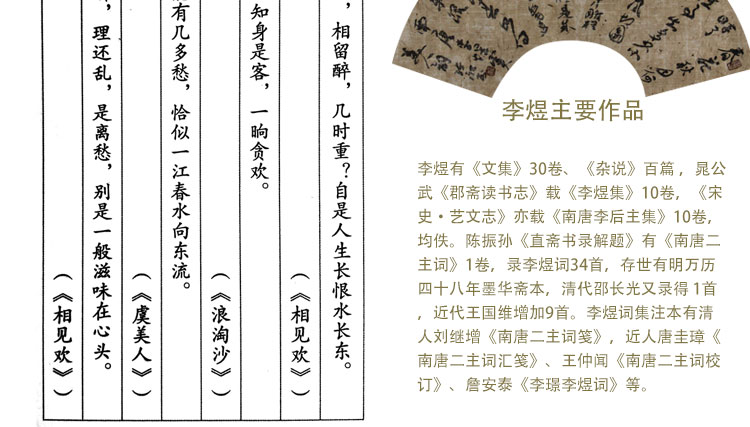 ，相留醉，几时重？自是人生长恨水长东。
（《相见欢》）
知身是客，一晌贪欢。
（《浪淘沙》）
有几多愁，恰似一江春水向东流。
（《虞美人》）
，理还乱，是离愁，别是一般滋味在心头。
（《相见欢》）
李煜主要作品
李煜有《文集》30卷、《杂说》百篇，晁公
武《郡斋读书志》载《李煜集》10卷，《宋
史·艺文志》亦载《南唐李后主集》10卷，
均佚。陈振孙《直斋书录解题》有《南唐二
主词》1卷，录李煜词34首，存世有明万历
四十八年墨华斋本，清代邵长光又录得 1首
，近代王国维增加9首。李煜词集注本有清
人刘继增《南唐二主词笺》，近人唐圭璋《
南唐二主词汇笺》、王仲闻《南唐二主词校
订》、詹安泰《李璟李煜词》等。